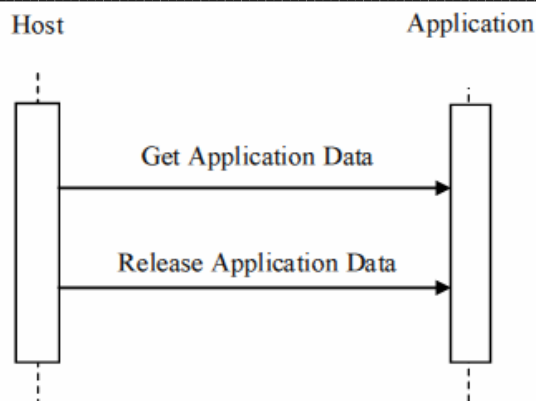 Host
Application
Get Application Data
Release Application Data